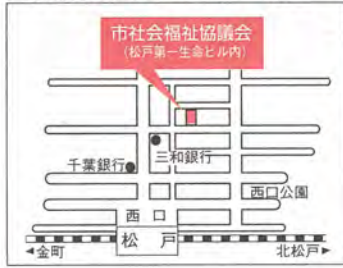 市社会福祉協議会
(松戸第一生命ビル内)
三和銀行
千葉銀行
西口公園
西口
松戸
◀金町
北松戸▶